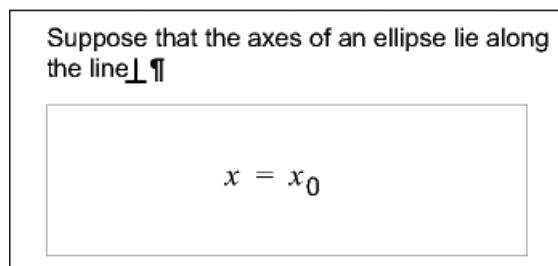 Suppose that the axes of an ellipse lie along
the line⊥¶
x = x₀